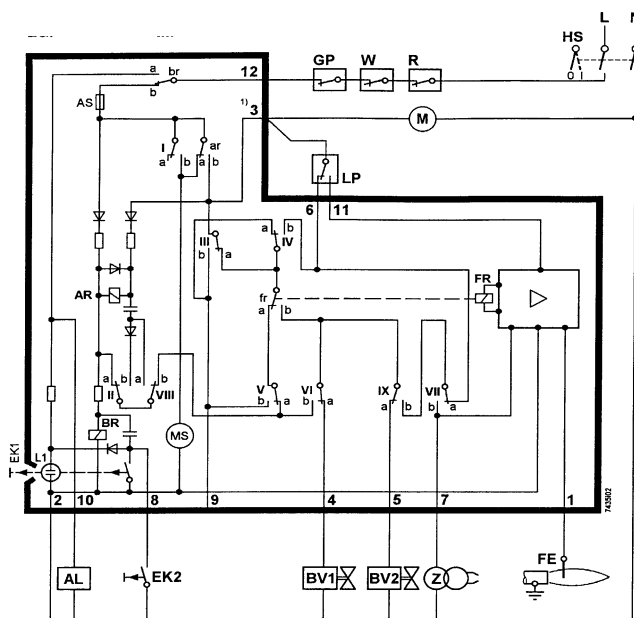 HS
L
GP
W
R
0
I
a
br
b
12
AS
1)
3
M
I
ar
a
b
a
b
LP
6
11
III
a
b
IV
b
a
AR
fr
a
b
FR
a
b
a
b
II
VIII
V
b
a
VI
b
a
IX
a
b
VII
b
a
MS
BR
EK1
L1
2
10
8
9
4
5
7
1
7435I02
AL
EK2
BV1
BV2
Z
FE